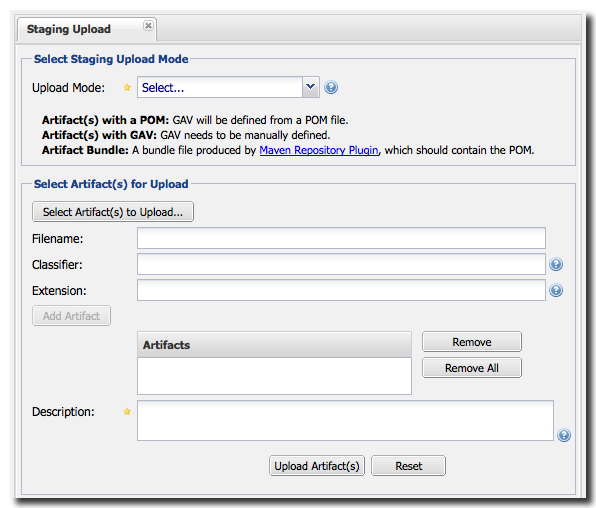 Staging Upload
Select Staging Upload Mode
Upload Mode: Select...
Artifact(s) with a POM: GAV will be defined from a POM file.
Artifact(s) with GAV: GAV needs to be manually defined.
Artifact Bundle: A bundle file produced by Maven Repository Plugin, which should contain the POM.
Select Artifact(s) for Upload
Select Artifact(s) to Upload...
Filename:
Classifier:
Extension:
Add Artifact
Artifacts
Remove
Remove All
Description:
Upload Artifact(s) Reset